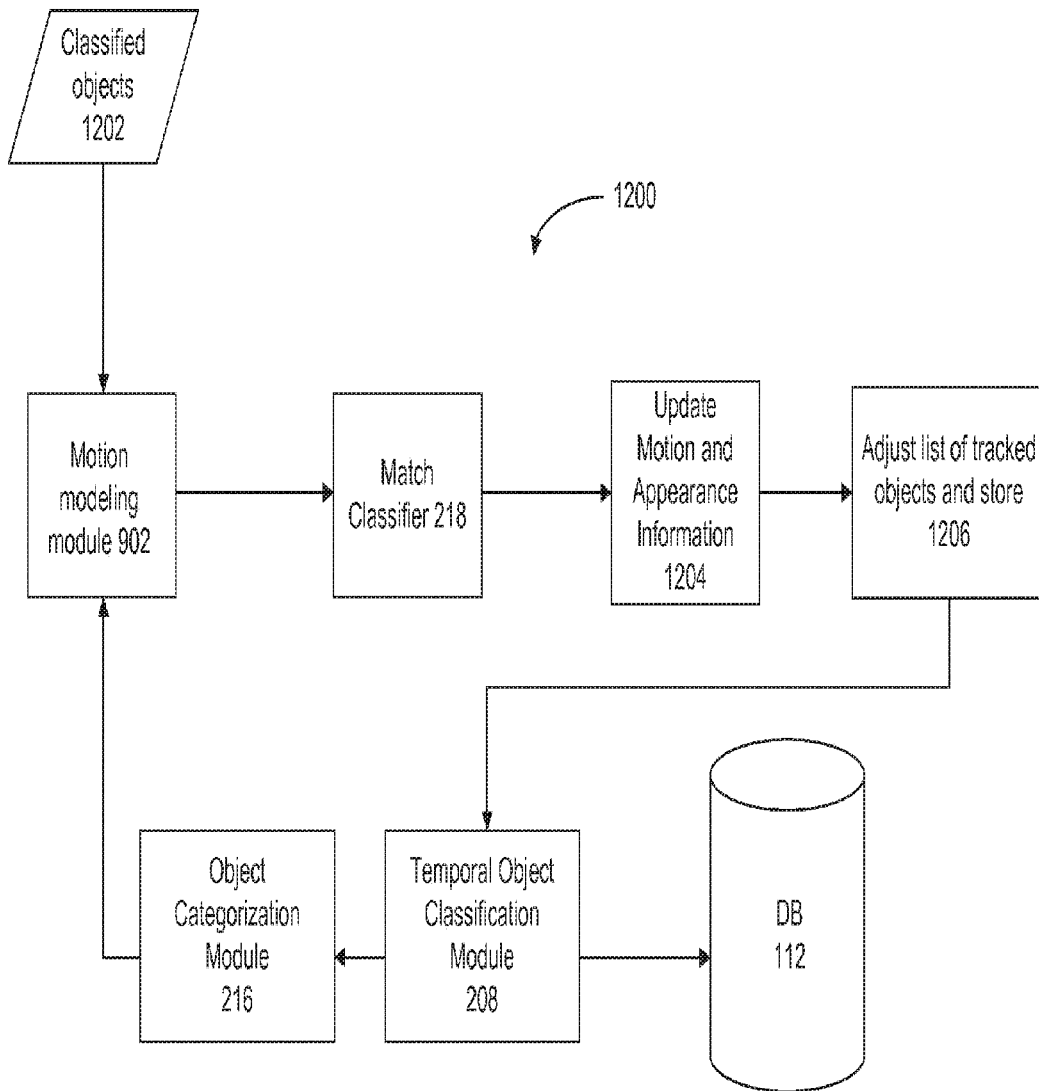 Classified
objects
1202
1200
Motion
modeling
module 902
Match
Classifier 218
Update
Motion and
Appearance
Information
1204
Adjust list of tracked
objects and store
1206
Object
Categorization
Module
216
Temporal Object
Classification
Module
208
DB
112